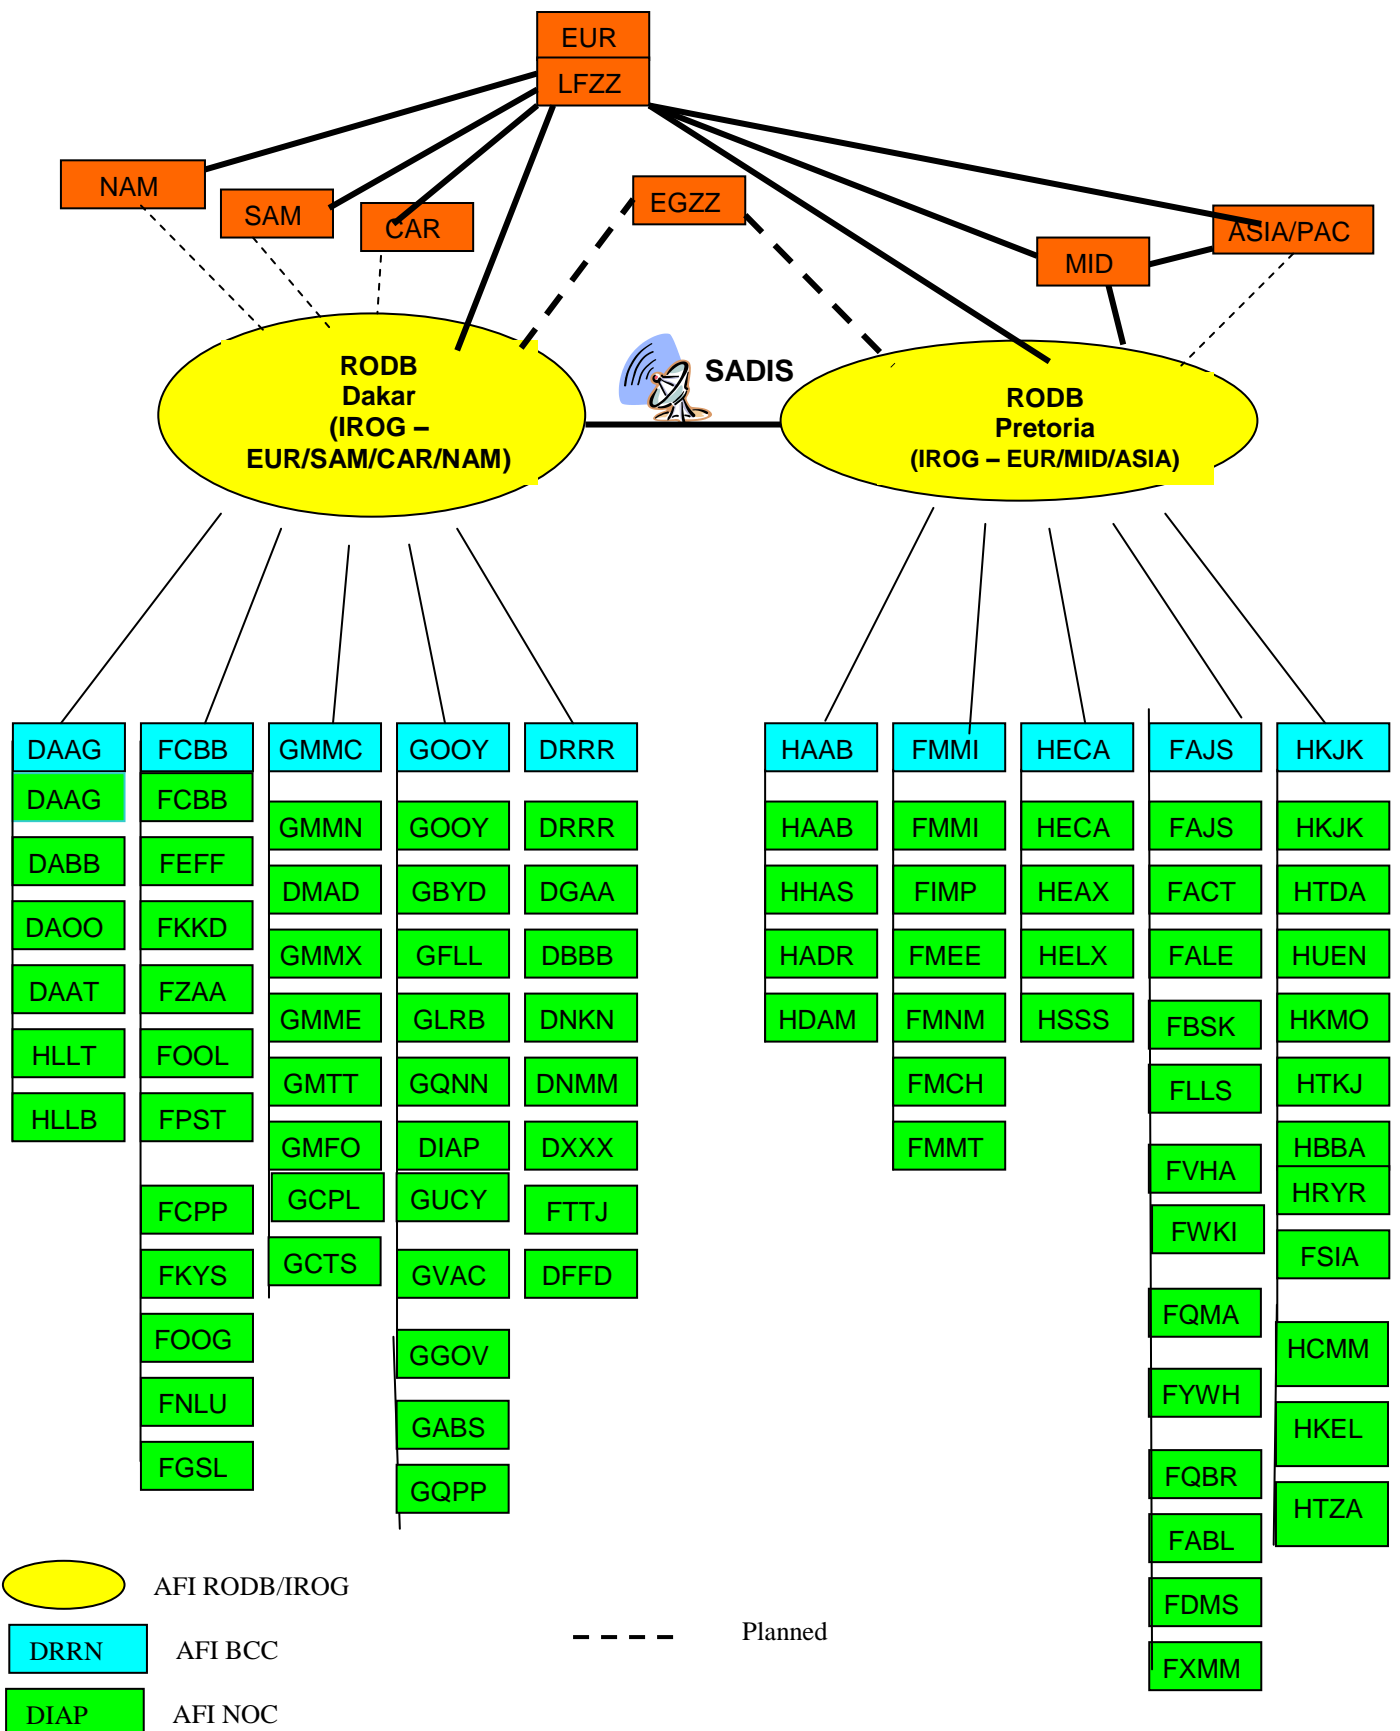 EUR
LFZZ
NAM
SAM
CAR
EGZZ
MID
ASIA/PAC
RODB
Dakar
(IROG –
EUR/SAM/CAR/NAM)
SADIS
RODB
Pretoria
(IROG – EUR/MID/ASIA)
DAAG
DAAG
DABB
DAOO
DAAT
HLLT
HLLB
FCBB
FCBB
FEFF
FKKD
FZAA
FOOL
FPST
FCPP
FKYS
FOOG
FNLU
FGSL
GMMC
GMMN
DMAD
GMMX
GMME
GMTT
GMFO
GCPL
GCTS
GOOY
GOOY
GBYD
GFLL
GLRB
GQNN
DIAP
GUCY
GVAC
GGOV
GABS
GQPP
DRRR
DRRR
DGAA
DBBB
DNKN
DNMM
DXXX
FTTJ
DFFD
HAAB
HAAB
HHAS
HADR
HDAM
FMMI
FMMI
FIMP
FMEE
FMNM
FMCH
FMMT
HECA
HECA
HEAX
HELX
HSSS
FAJS
FAJS
FACT
FALE
FBSK
FLLS
FVHA
FWKI
FQMA
FYWH
FQBR
FABL
FDMS
FXMM
HKJK
HKJK
HTDA
HUEN
HKMO
HTKJ
HBBA
HRYR
FSIA
HCMM
HKEL
HTZA
AFI RODB/IROG
DRRN AFI BCC
DIAP AFI NOC
Planned